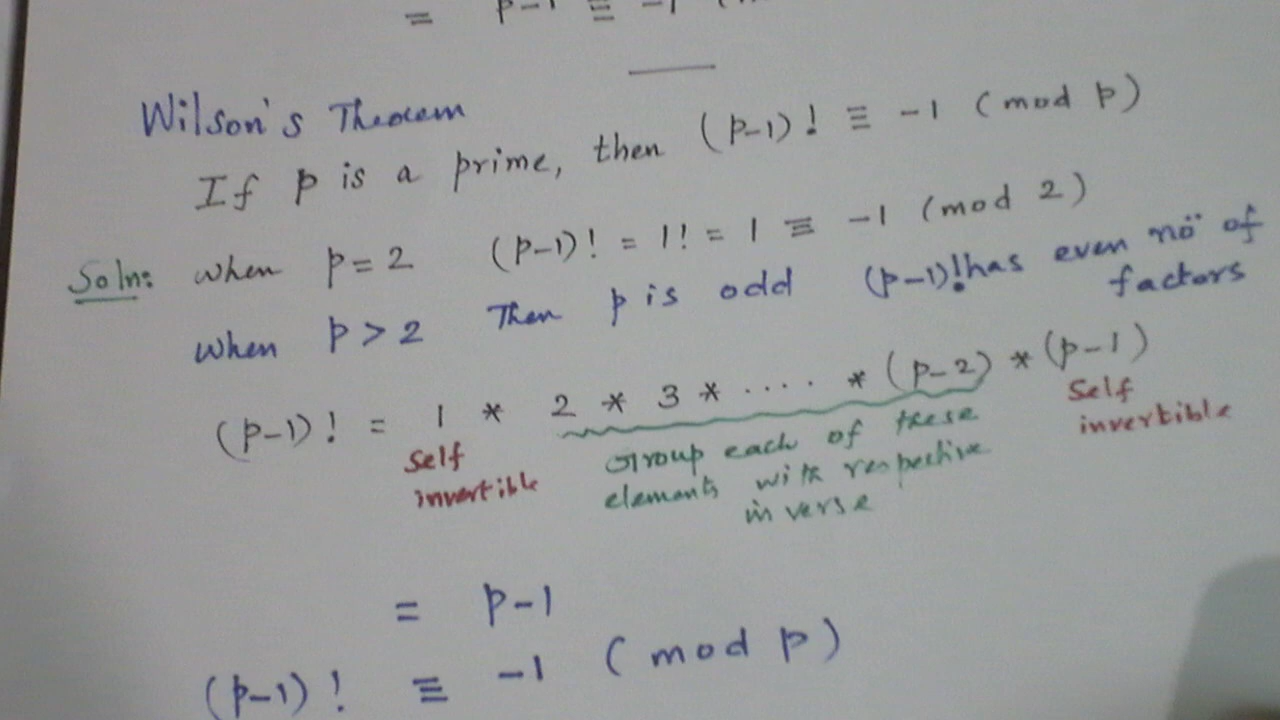 = p-1 ≡ -1 (
Wilson's Theorem
If p is a prime, then (p-1)! ≡ -1 (mod p)
Soln: When p = 2 (p-1)! = 1! = 1 ≡ -1 (mod 2)
When p > 2 Then p is odd (p-1)! has even no of
factors
(p-1)! = 1 * 2 * 3 * .... * (p-2) * (p-1)
Self
invertible
Group each of these
elements with respective
inverse
Self
invertible
= p-1
(p-1)! ≡ -1 (mod p)